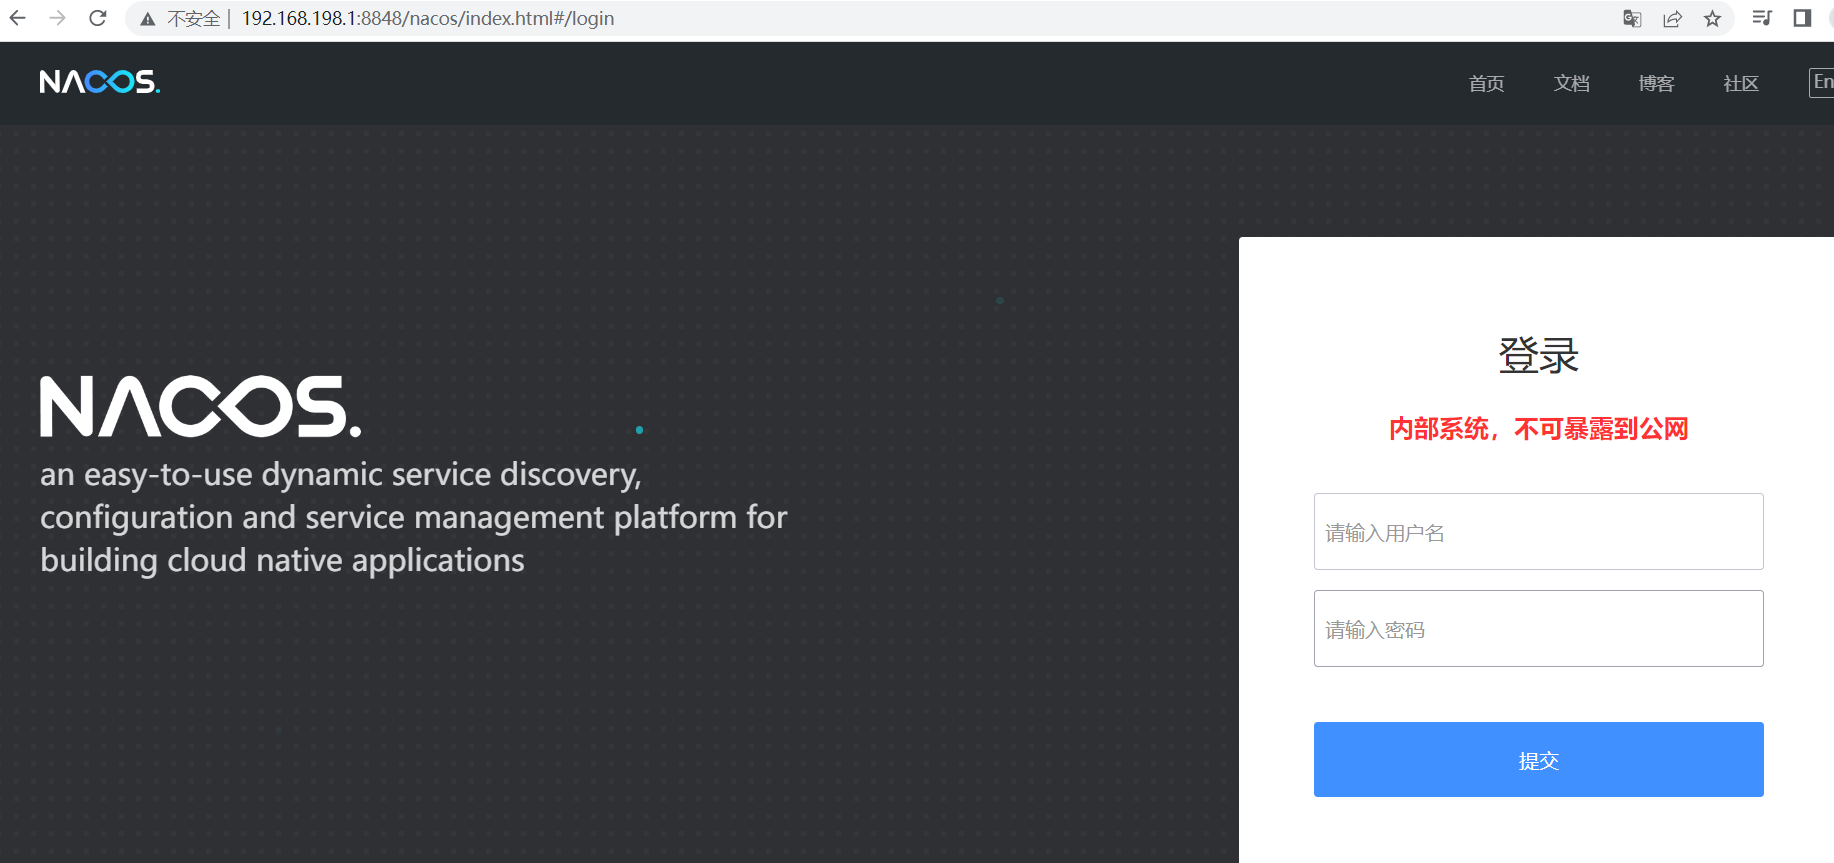 不安全 | 192.168.198.1:8848/nacos/index.html#/login
NACOS.
首页 文档 博客 社区 En
NACOS.
an easy-to-use dynamic service discovery,
configuration and service management platform for
building cloud native applications
登录
内部系统，不可暴露到公网
请输入用户名
请输入密码
提交